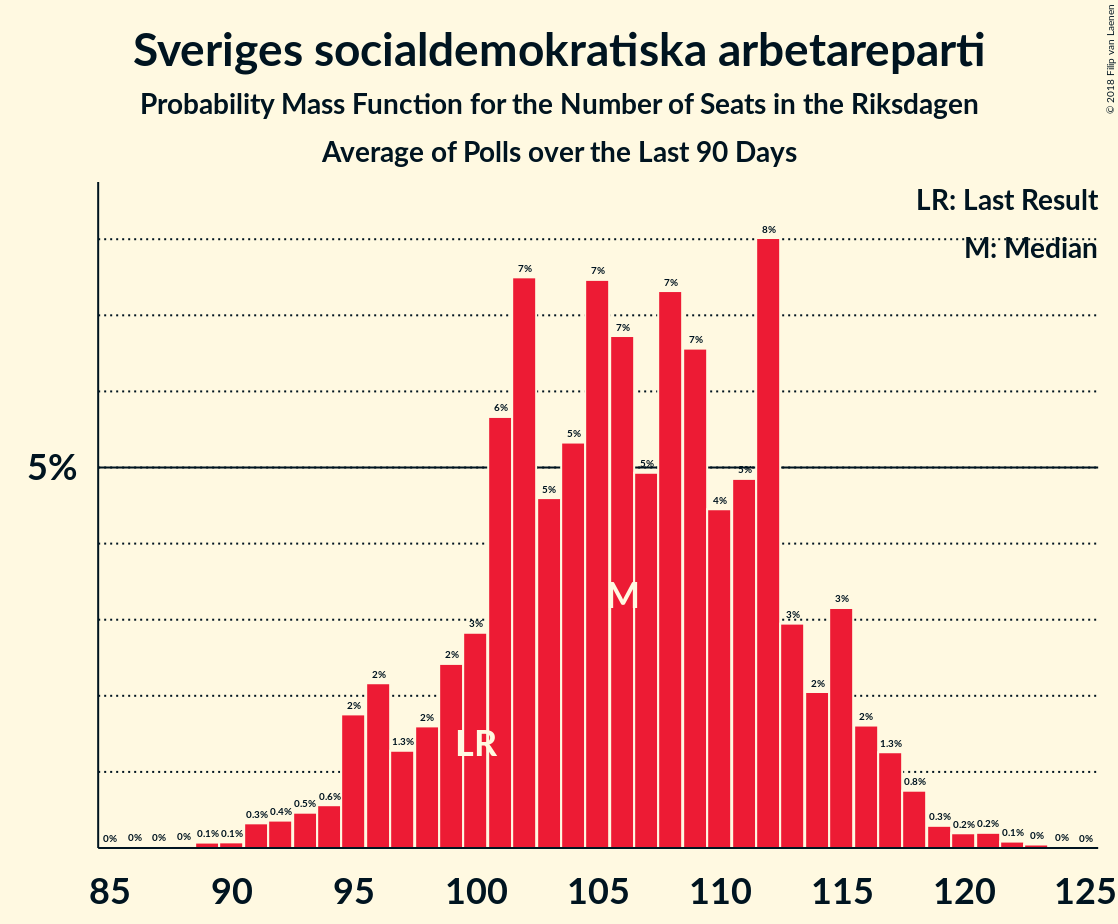 Sveriges socialdemokratiska arbetareparti
Probability Mass Function for the Number of Seats in the Riksdagen
Average of Polls over the Last 90 Days
© 2018 Filip van Laenen
LR: Last Result
M: Median
5%
0% 0% 0% 0% 0.1% 0.1% 0.3% 0.4% 0.5% 0.6% 2% 2% 1.3% 2% 2% 3% 6% 7% 5% 5% 7% 7% 5% 7% 7% 4% 5% 8% 3% 2% 3% 2% 1.3% 0.8% 0.3% 0.2% 0.2% 0.1% 0% 0% 0%
M
LR
85 90 95 100 105 110 115 120 125